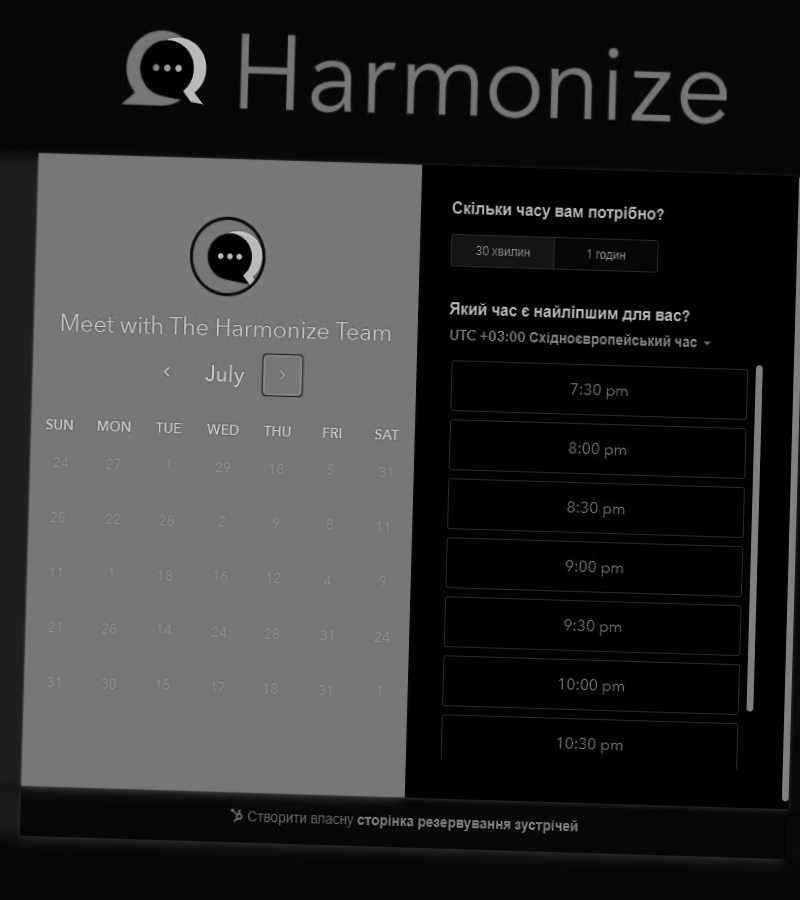 Harmonize
Meet with The Harmonize Team
July
SUN MON TUE WED THU FRI SAT
24 27 1 29 18 5 31
25 22 28 2 9 8 11
11 1 18 16 12 4 9
21 28 14 24 28 31 24
31 30 15 17 18 31 1
Скільки часу вам потрібно?
30 хвилин 1 годин
Який час є найліпшим для вас?
UTC +03:00 Східноєвропейський час
7:30 pm
8:00 pm
8:30 pm
9:00 pm
9:30 pm
10:00 pm
10:30 pm
Створити власну сторінка резервування зустрічей